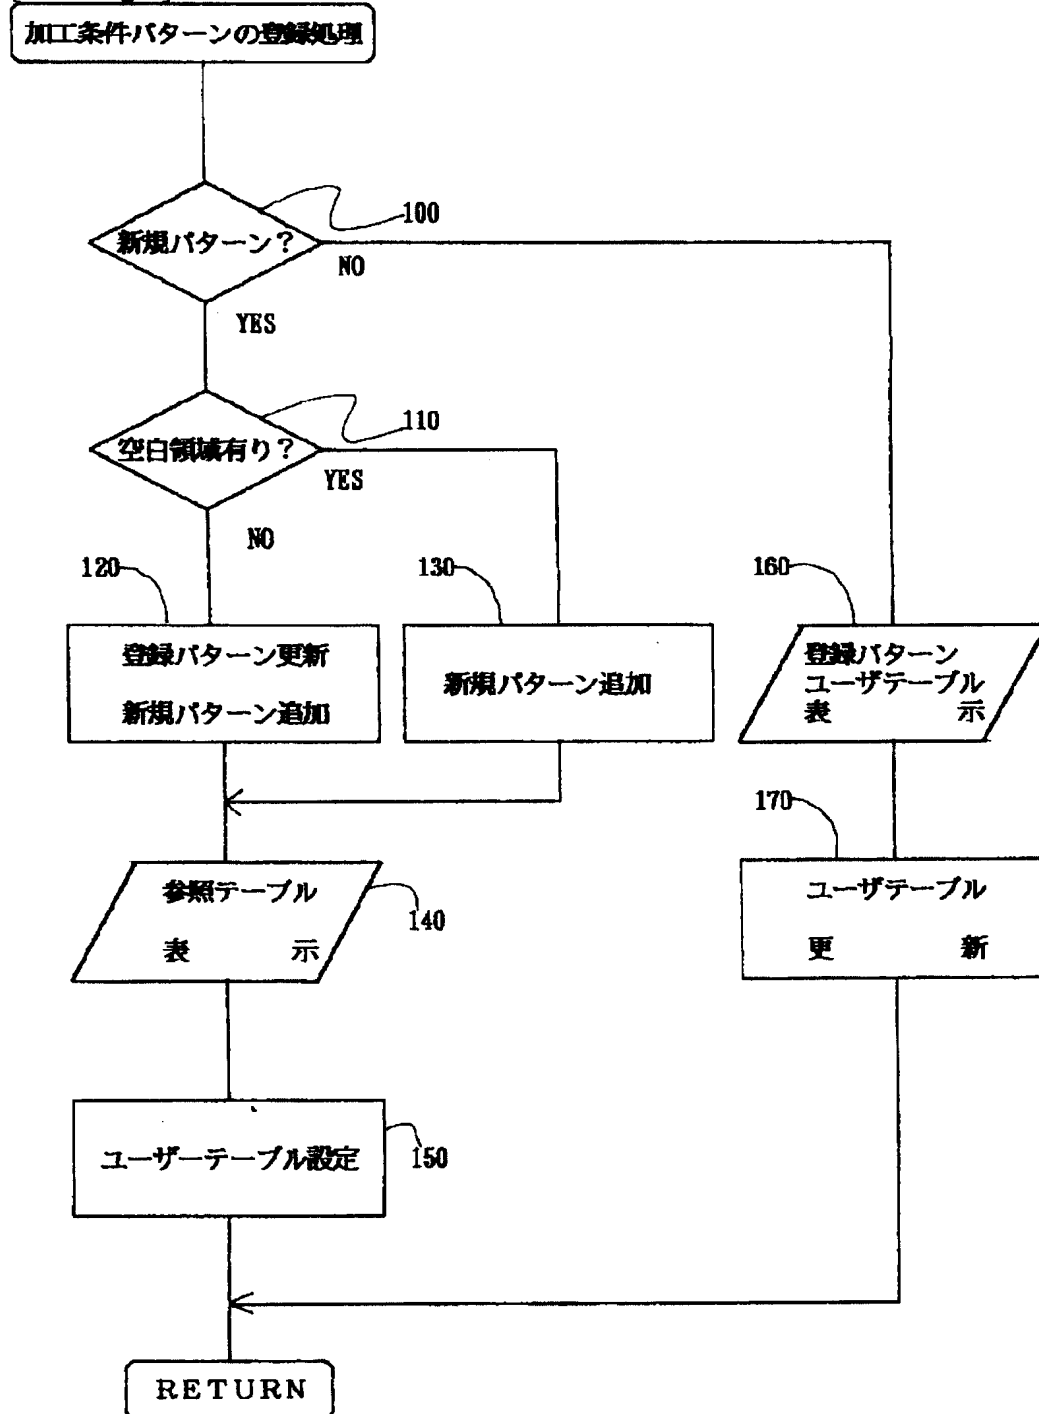 加工条件パターンの登録処理
100
新規パターン？
NO
YES
110
空白領域有り？
YES
NO
120
130
160
登録パターン更新
新規パターン追加
新規パターン追加
登録パターン
ユーザテーブル
表 示
170
参照テーブル
表 示
140
ユーザテーブル
更 新
ユーザーテーブル設定
150
RETURN